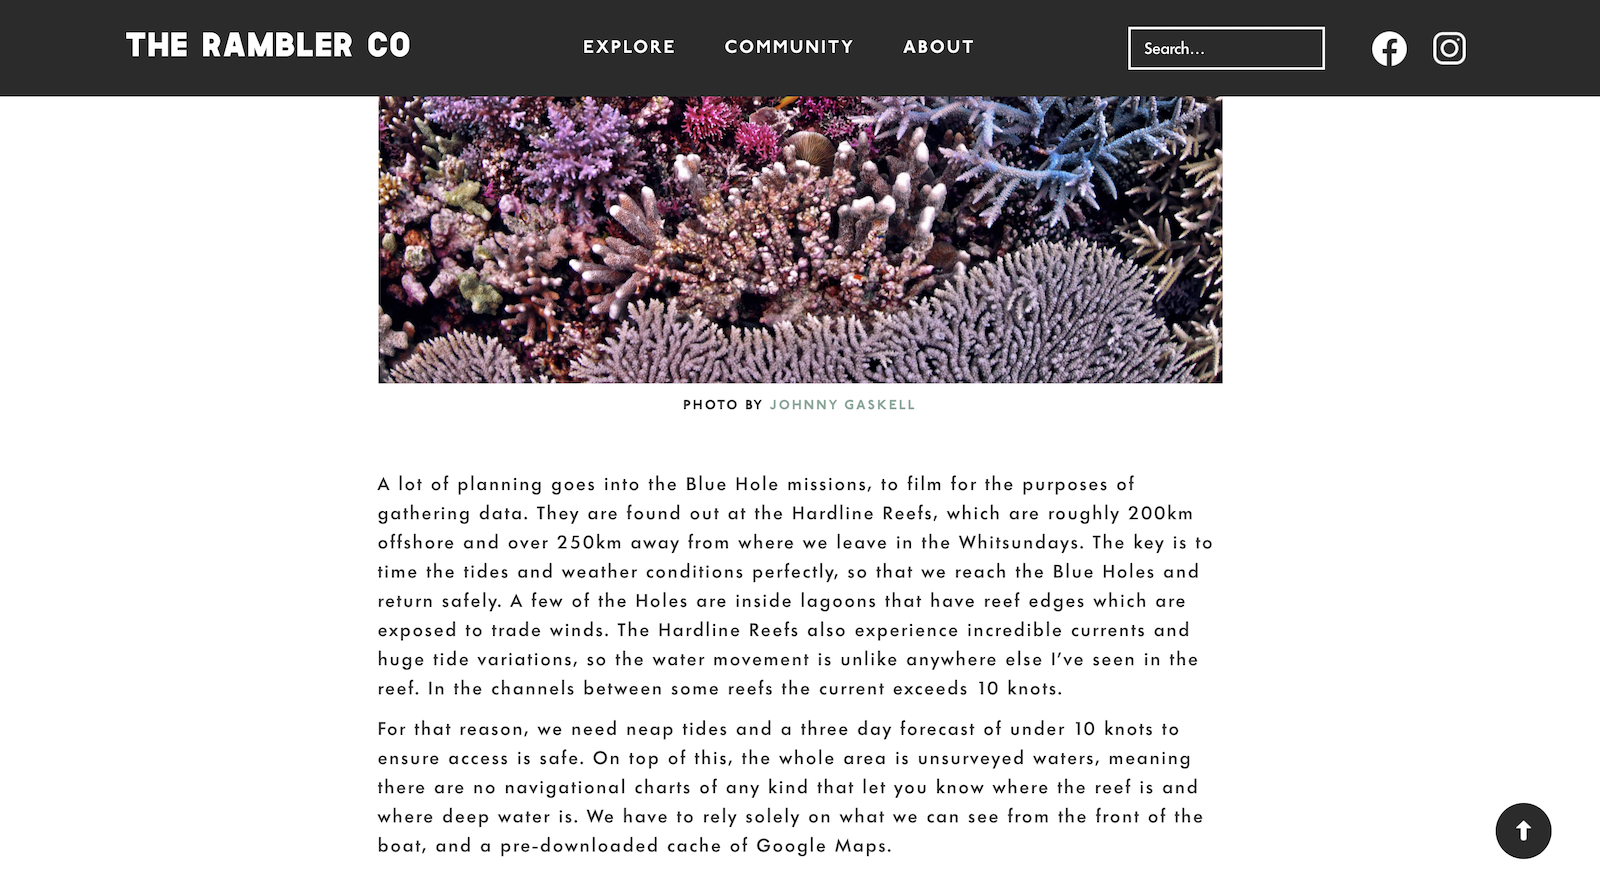 THE RAMBLER CO
EXPLORE
COMMUNITY
ABOUT
Search...
PHOTO BY JOHNNY GASKELL
A lot of planning goes into the Blue Hole missions, to film for the purposes of
gathering data. They are found out at the Hardline Reefs, which are roughly 200km
offshore and over 250km away from where we leave in the Whitsundays. The key is to
time the tides and weather conditions perfectly, so that we reach the Blue Holes and
return safely. A few of the Holes are inside lagoons that have reef edges which are
exposed to trade winds. The Hardline Reefs also experience incredible currents and
huge tide variations, so the water movement is unlike anywhere else I’ve seen in the
reef. In the channels between some reefs the current exceeds 10 knots.
For that reason, we need neap tides and a three day forecast of under 10 knots to
ensure access is safe. On top of this, the whole area is unsurveyed waters, meaning
there are no navigational charts of any kind that let you know where the reef is and
where deep water is. We have to rely solely on what we can see from the front of the
boat, and a pre-downloaded cache of Google Maps.